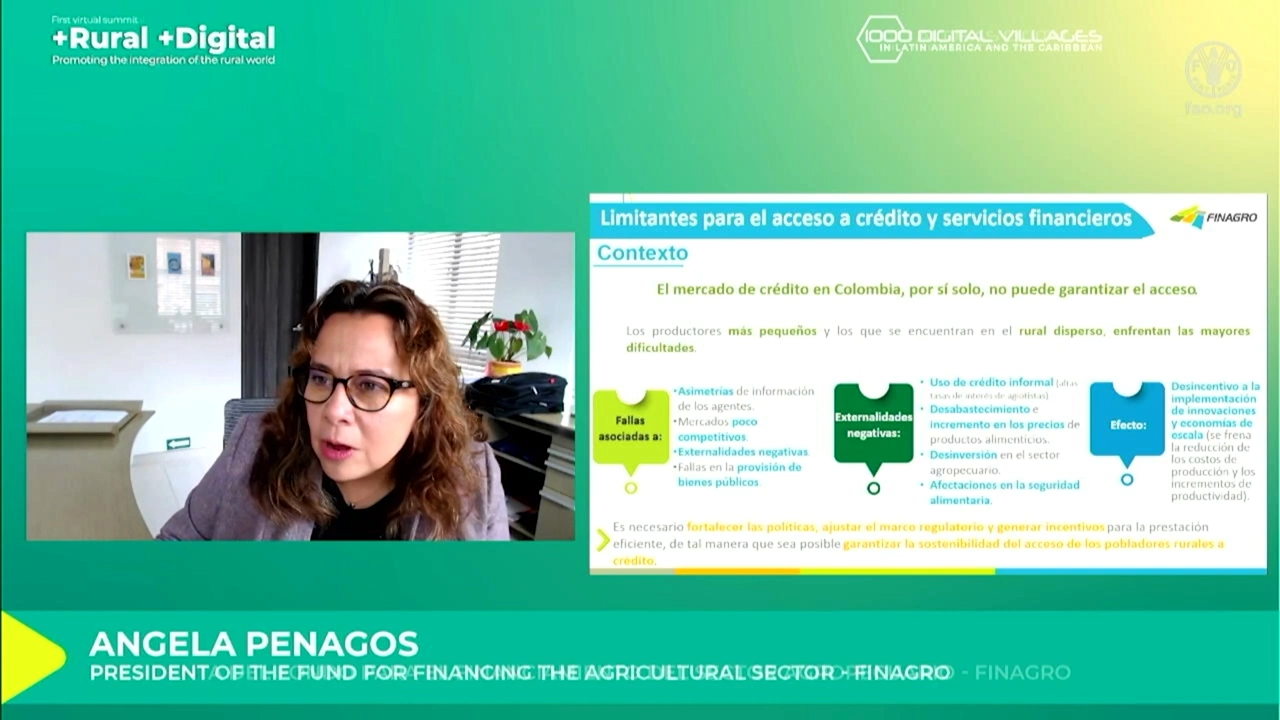 First virtual summit
+Rural +Digital
Promoting the integration of the rural world
1000 DIGITAL VILLAGES
IN LATIN AMERICA AND THE CARIBBEAN
fao.org
Limitantes para el acceso a crédito y servicios financieros
FINAGRO
Contexto
El mercado de crédito en Colombia, por sí solo, no puede garantizar el acceso.
Los productores más pequeños y los que se encuentran en el rural disperso, enfrentan las mayores
dificultades.
Fallas
asociadas a:
•Asimetrías de información
de los agentes.
•Mercados poco
competitivos.
•Externalidades negativas.
•Fallas en la provisión de
bienes públicos.
Externalidades
negativas:
• Uso de crédito informal (altas
tasas de interés de agiotistas)
• Desabastecimiento e
incremento en los precios de
productos alimenticios.
• Desinversión en el sector
agropecuario.
• Afectaciones en la seguridad
alimentaria.
Efecto:
Desincentivo a la
implementación
de innovaciones
y economías de
escala (se frena
la reducción de
los costos de
producción y los
incrementos de
productividad).
Es necesario fortalecer las políticas, ajustar el marco regulatorio y generar incentivos para la prestación
eficiente, de tal manera que sea posible garantizar la sostenibilidad del acceso de los pobladores rurales a
crédito.
ANGELA PENAGOS
PRESIDENT OF THE FUND FOR FINANCING THE AGRICULTURAL SECTOR - FINAGRO